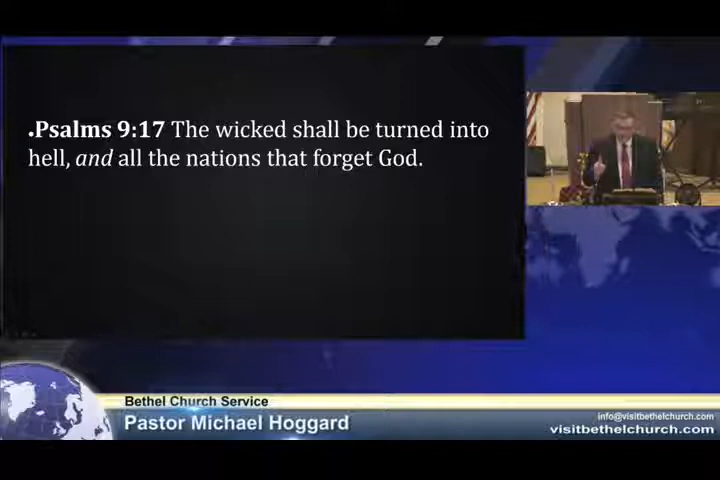 .Psalms 9:17 The wicked shall be turned into
hell, and all the nations that forget God.
Bethel Church Service
Pastor Michael Hoggard
info@visitbethelchurch.com
visitbethelchurch.com